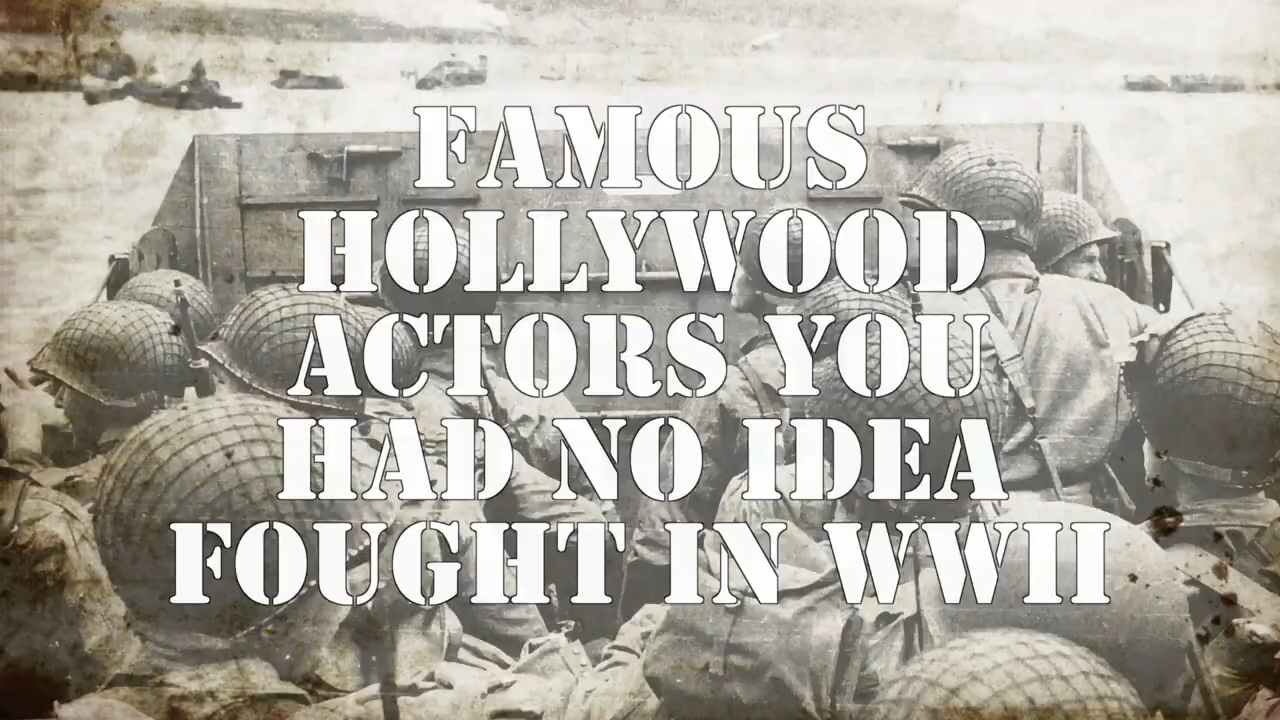 FAMOUS
HOLLYWOOD
ACTORS YOU
HAD NO IDEA
FOUGHT IN WWII